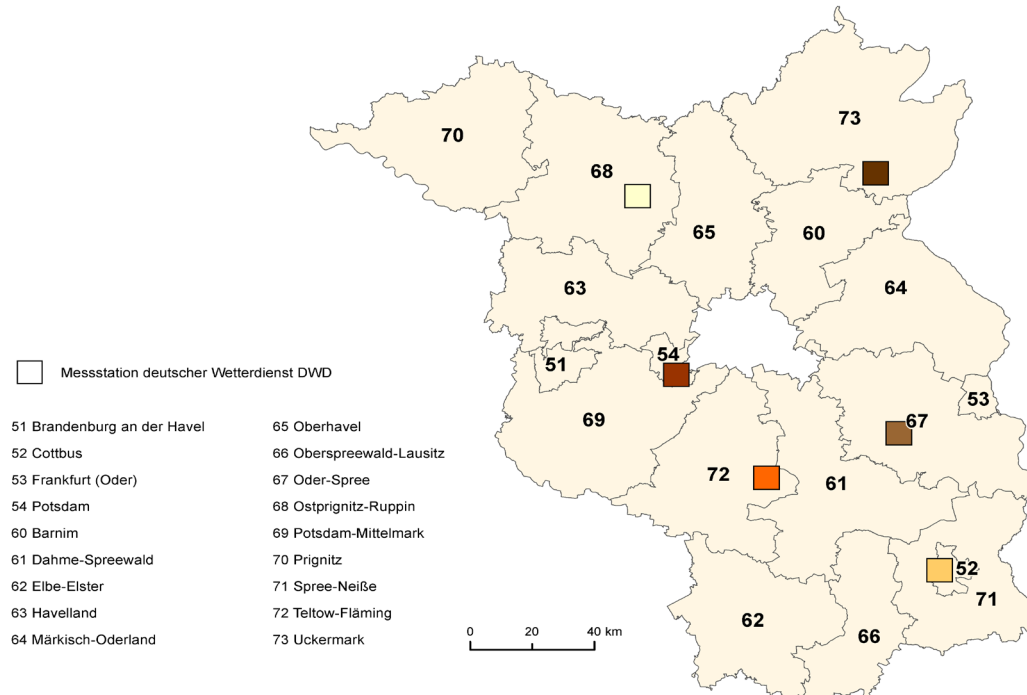 73
70
68
65
60
63
64
54
51
Messstation deutscher Wetterdienst DWD
53
67
69
72
61
51 Brandenburg an der Havel
52 Cottbus
53 Frankfurt (Oder)
54 Potsdam
60 Barnim
61 Dahme-Spreewald
62 Elbe-Elster
63 Havelland
64 Märkisch-Oderland
65 Oberhavel
66 Oberspreewald-Lausitz
67 Oder-Spree
68 Ostprignitz-Ruppin
69 Potsdam-Mittelmark
70 Prignitz
71 Spree-Neiße
72 Teltow-Fläming
73 Uckermark
52
71
62
66
0 20 40 km